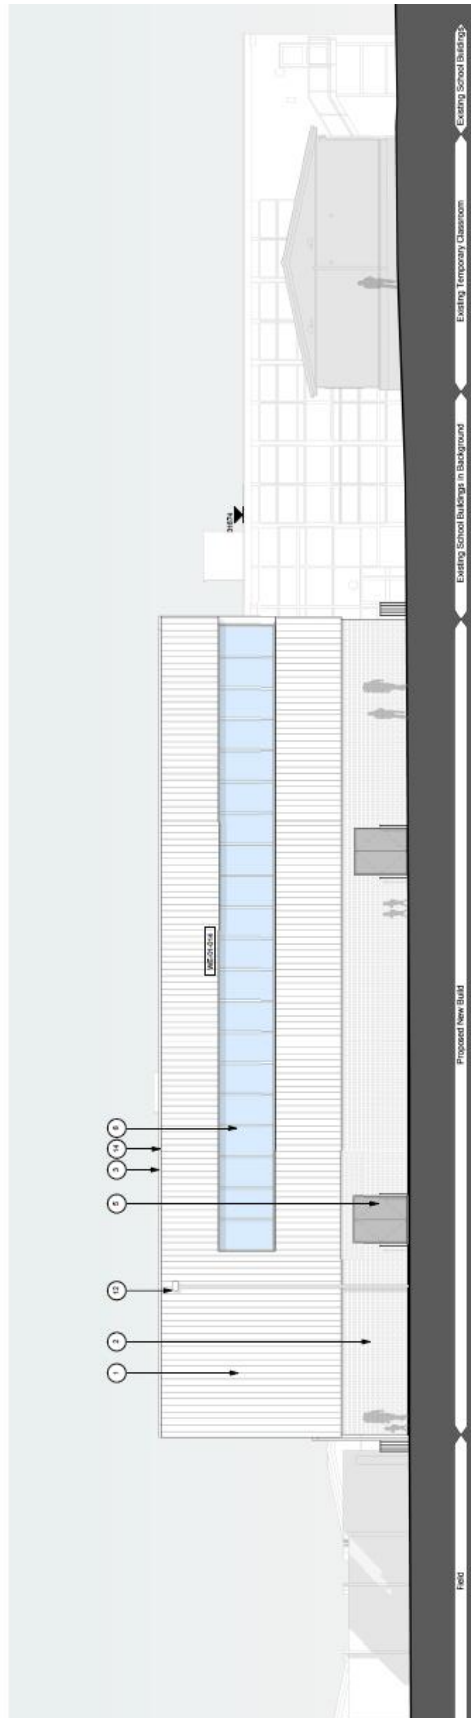 1
2
12
5
3
14
6
Field
Proposed New Build
Existing School Buildings in Background
Existing Temporary Classroom
Existing School Buildings